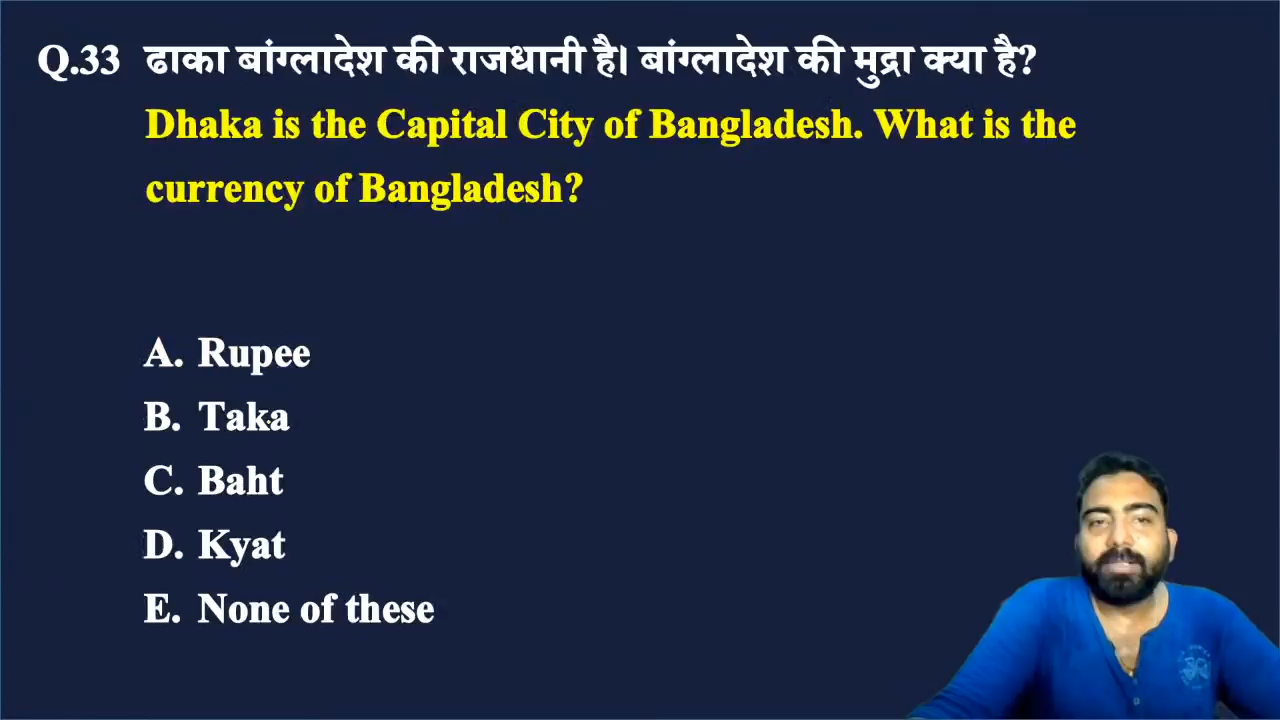 Q.33 ढाका बांग्लादेश की राजधानी है। बांग्लादेश की मुद्रा क्या है?
Dhaka is the Capital City of Bangladesh. What is the
currency of Bangladesh?
A. Rupee
B. Taka
C. Baht
D. Kyat
E. None of these